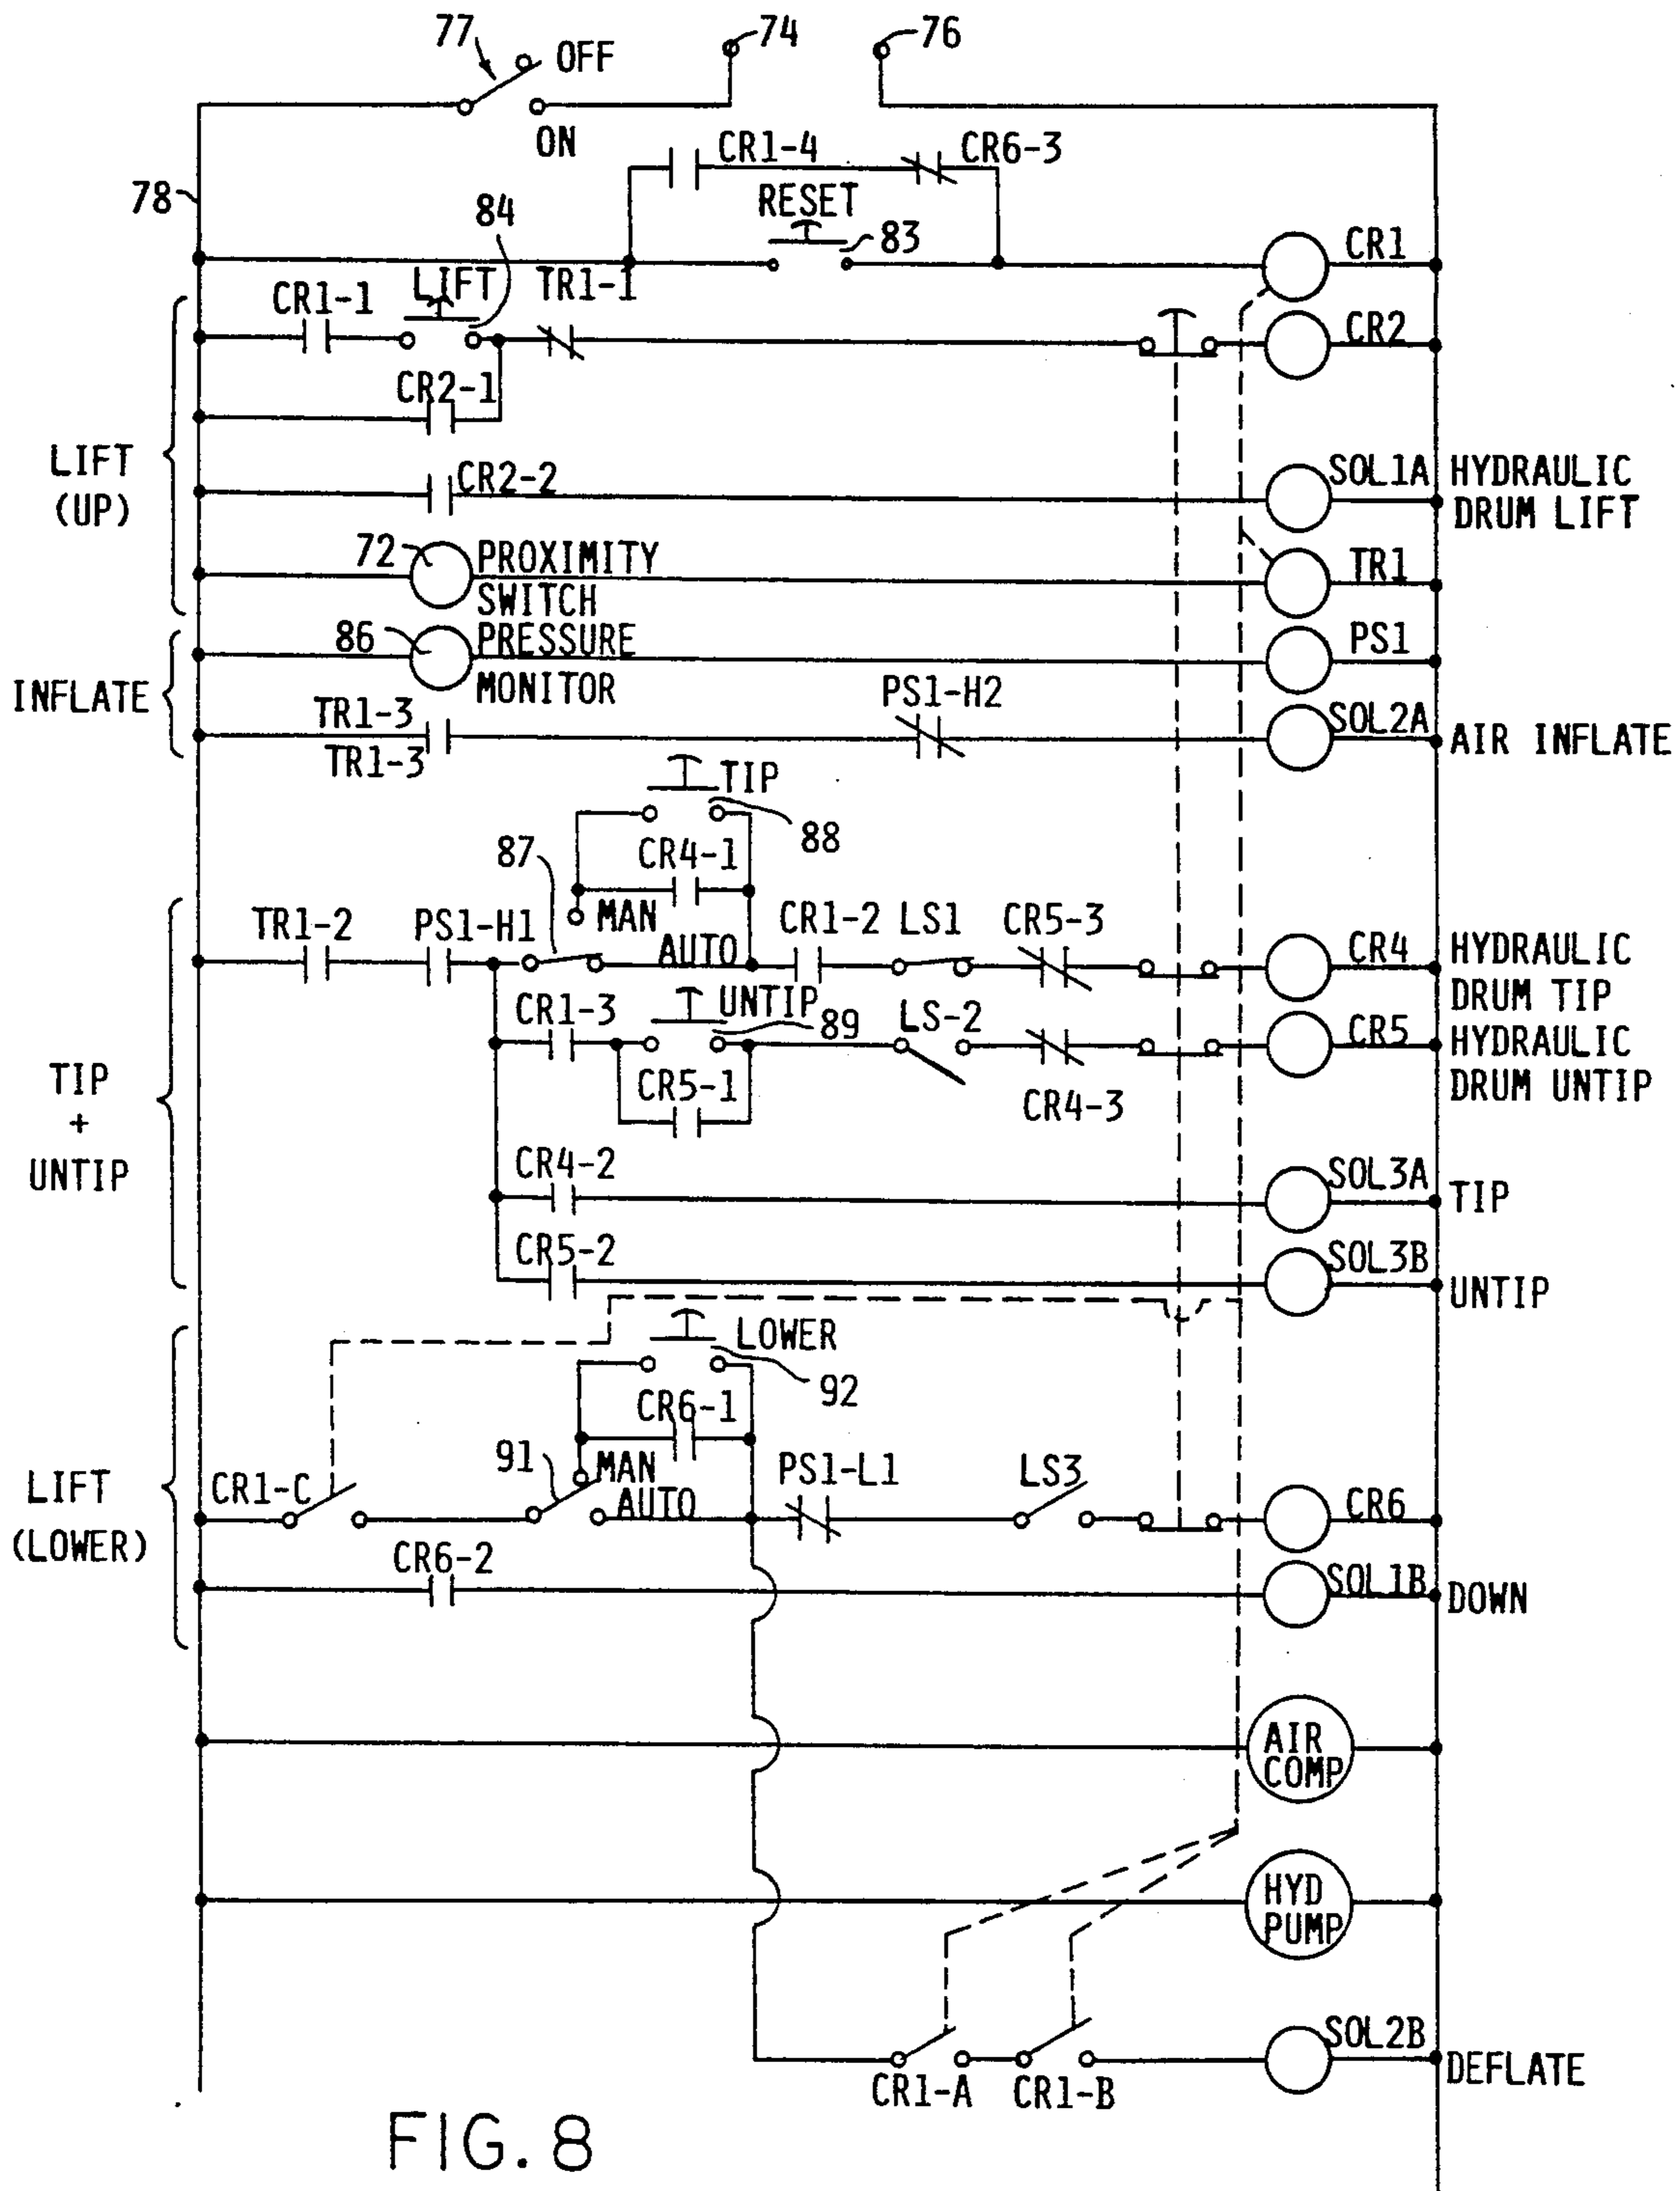 77
OFF
74
76
ON
CR1-4
CR6-3
78
84
RESET
83
CR1
CR1-1
LIFT
TR1-1
CR2
CR2-1
LIFT
(UP)
CR2-2
SOL1A
HYDRAULIC
DRUM LIFT
72
PROXIMITY
SWITCH
TR1
86
PRESSURE
MONITOR
PS1
INFLATE
TR1-3
TR1-3
PS1-H2
SOL2A
AIR INFLATE
TIP
88
87
CR4-1
MAN
TR1-2
PS1-H1
AUTO
CR1-2
LS1
CR5-3
CR4
HYDRAULIC
DRUM TIP
CR1-3
UNTIP
89
LS-2
CR5
HYDRAULIC
DRUM UNTIP
CR5-1
CR4-3
TIP
+
UNTIP
CR4-2
SOL3A
TIP
CR5-2
SOL3B
UNTIP
LOWER
92
CR6-1
91
MAN
AUTO
CR1-C
PS1-L1
LS3
CR6
LIFT
(LOWER)
CR6-2
SOL1B
DOWN
AIR
COMP
HYD
PUMP
SOL2B
DEFLATE
CR1-A
CR1-B
FIG. 8